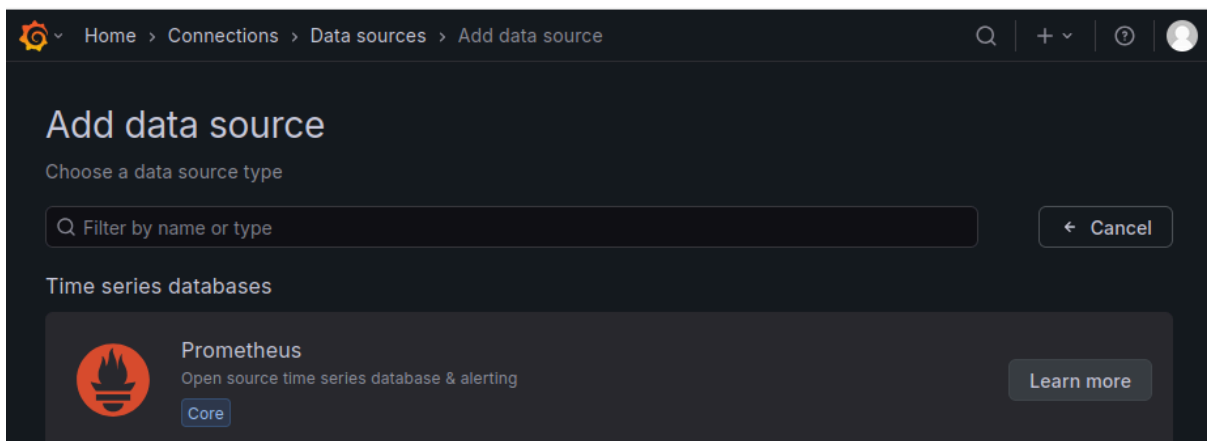 Home › Connections › Data sources › Add data source
Add data source
Choose a data source type
Filter by name or type
← Cancel
Time series databases
Prometheus
Open source time series database & alerting
Learn more
Core